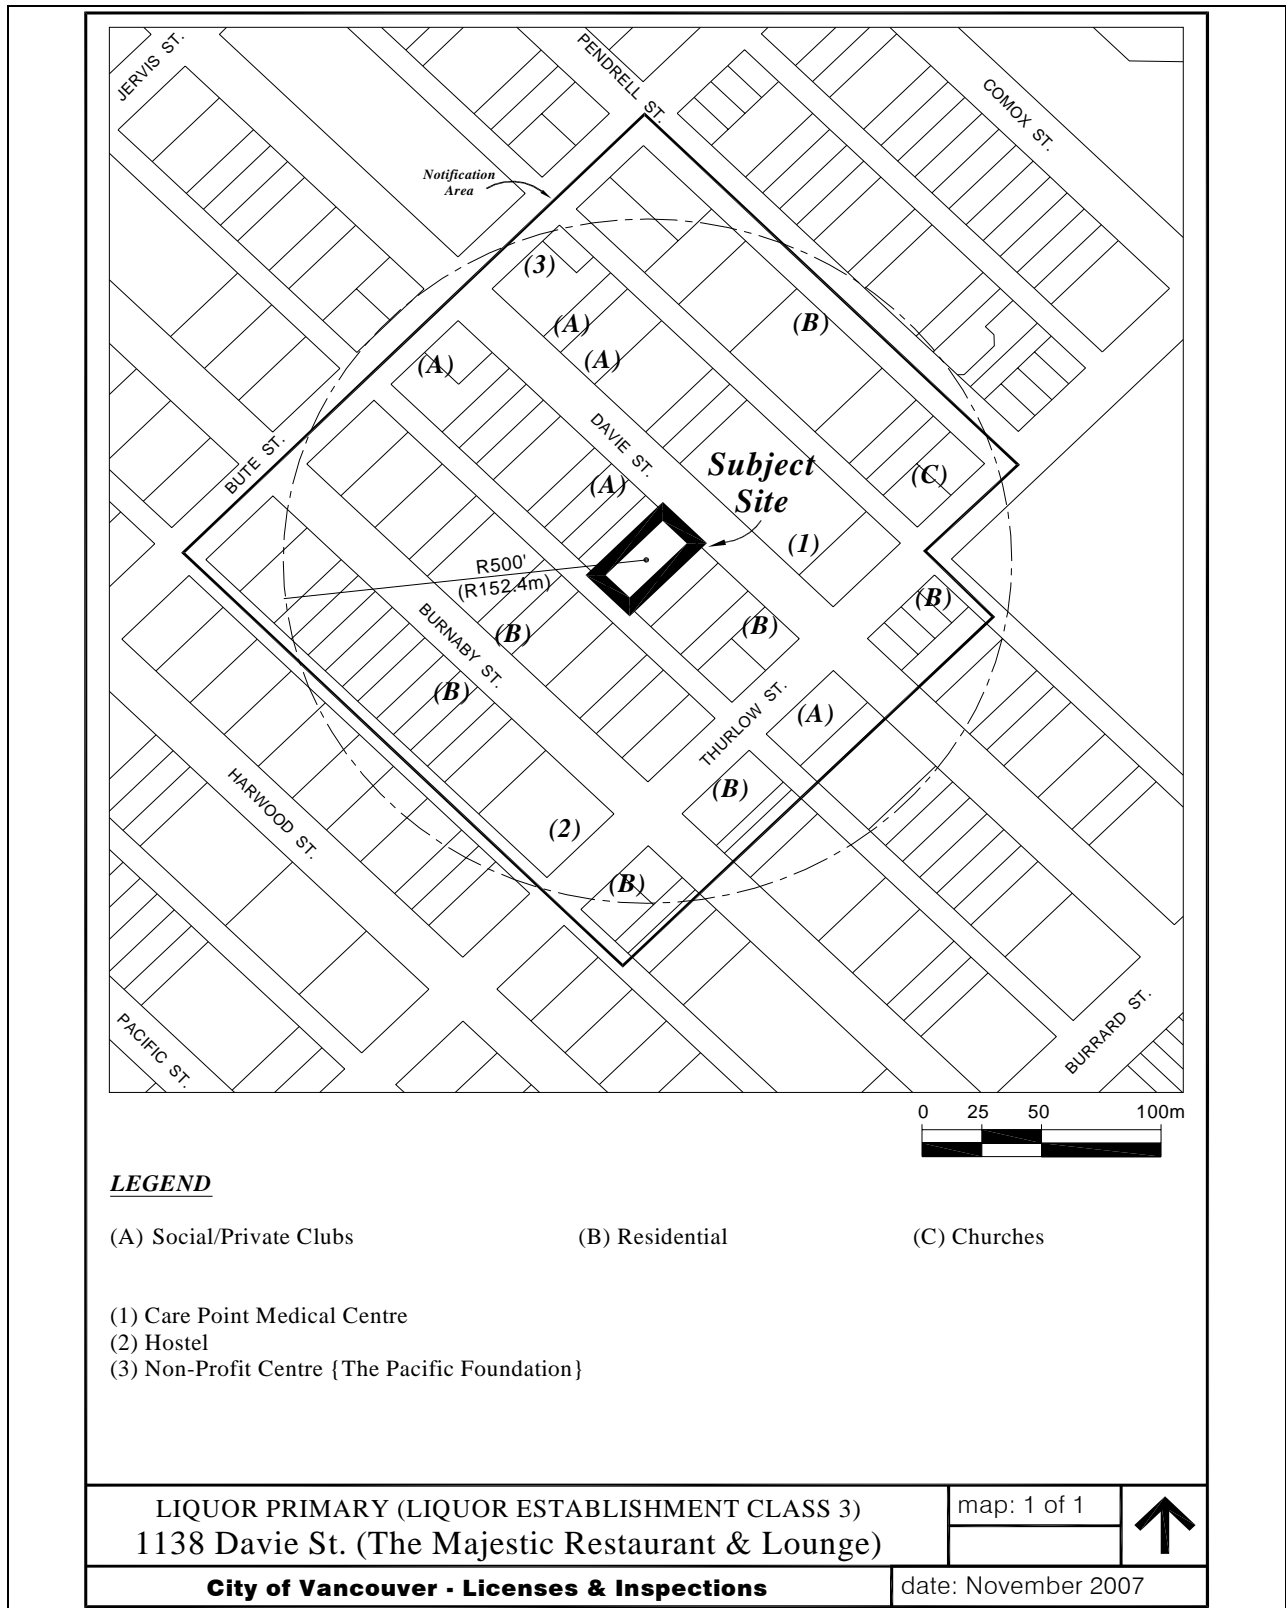 JERVIS ST.
PENDRELL ST.
COMOX ST.
Notification
Area
(3)
(A)
(B)
(A)
(A)
DAVIE ST.
BUTE ST.
Subject
Site
(C)
(A)
(1)
R500'
(R152.4m)
(B)
BURNABY ST.
(B)
(B)
(B)
THURLOW ST.
(A)
(B)
HARWOOD ST.
(2)
(B)
PACIFIC ST.
BURRARD ST.
0 25 50 100m
LEGEND
(A) Social/Private Clubs (B) Residential (C) Churches
(1) Care Point Medical Centre
(2) Hostel
(3) Non-Profit Centre {The Pacific Foundation}
LIQUOR PRIMARY (LIQUOR ESTABLISHMENT CLASS 3)
1138 Davie St. (The Majestic Restaurant & Lounge)
map: 1 of 1
City of Vancouver - Licenses & Inspections
date: November 2007